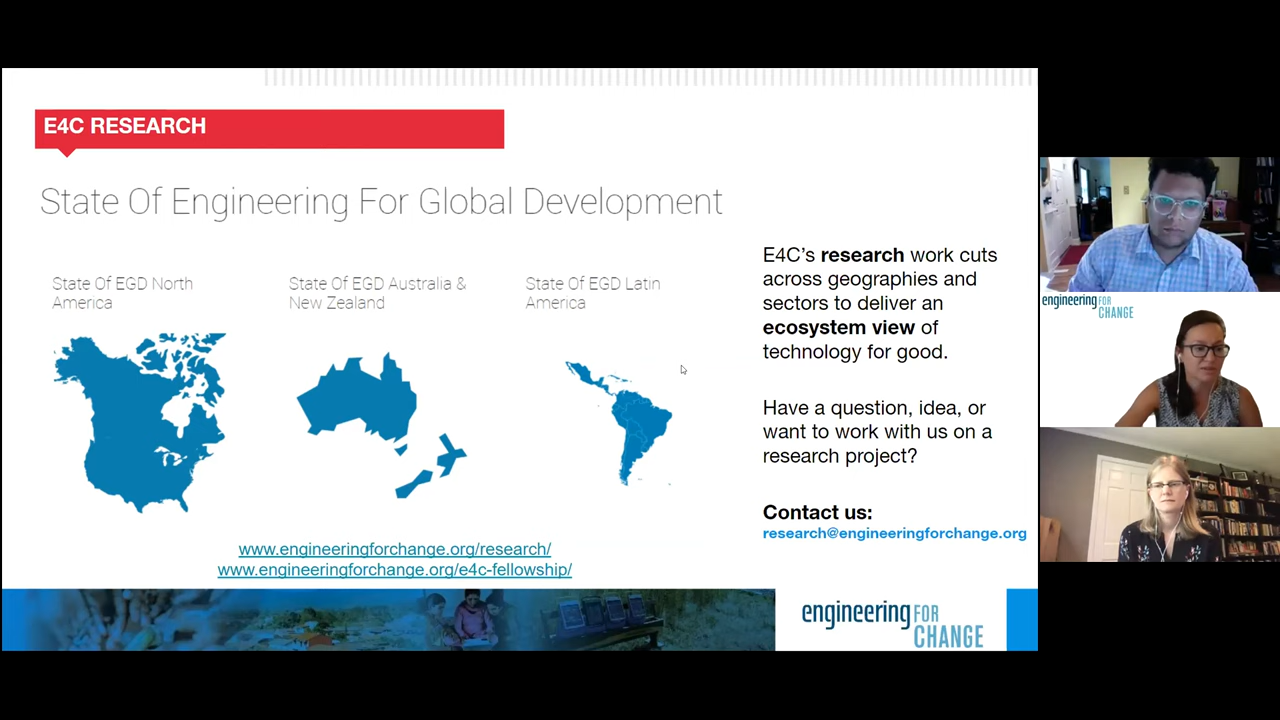 E4C RESEARCH
State Of Engineering For Global Development
State Of EGD North
America
State Of EGD Australia &
New Zealand
State Of EGD Latin
America
E4C's research work cuts
across geographies and
sectors to deliver an
ecosystem view of
technology for good.
Have a question, idea, or
want to work with us on a
research project?
Contact us:
research@engineeringforchange.org
www.engineeringforchange.org/research/
www.engineeringforchange.org/e4c-fellowship/
engineering FOR
CHANGE
engineering FOR
CHANGE